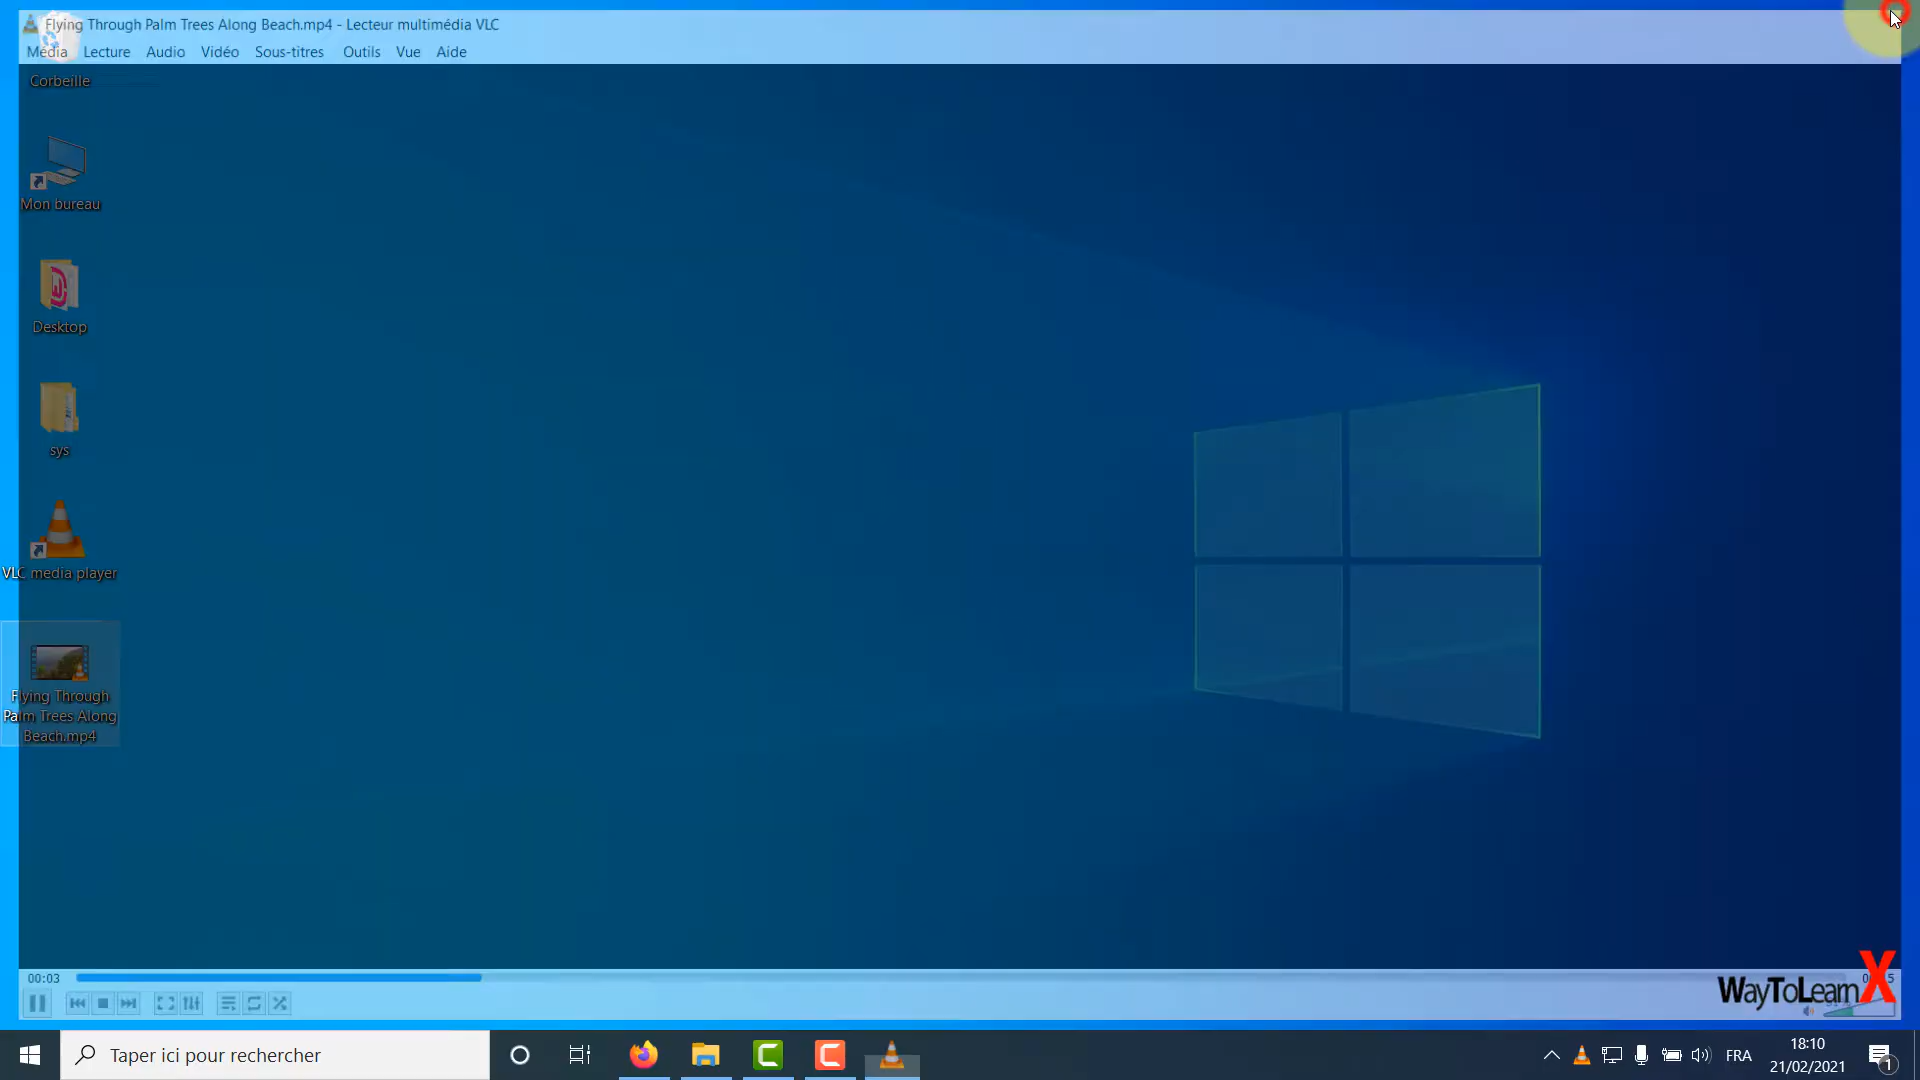 Flying Through Palm Trees Along Beach.mp4 - Lecteur multimédia VLC
Média Lecture Audio Vidéo Sous-titres Outils Vue Aide
Corbeille
Mon bureau
Desktop
sys
VLC media player
Flying Through
Palm Trees Along
Beach.mp4
00:03
WayToLearnX
Taper ici pour rechercher
FRA
18:10
21/02/2021
1